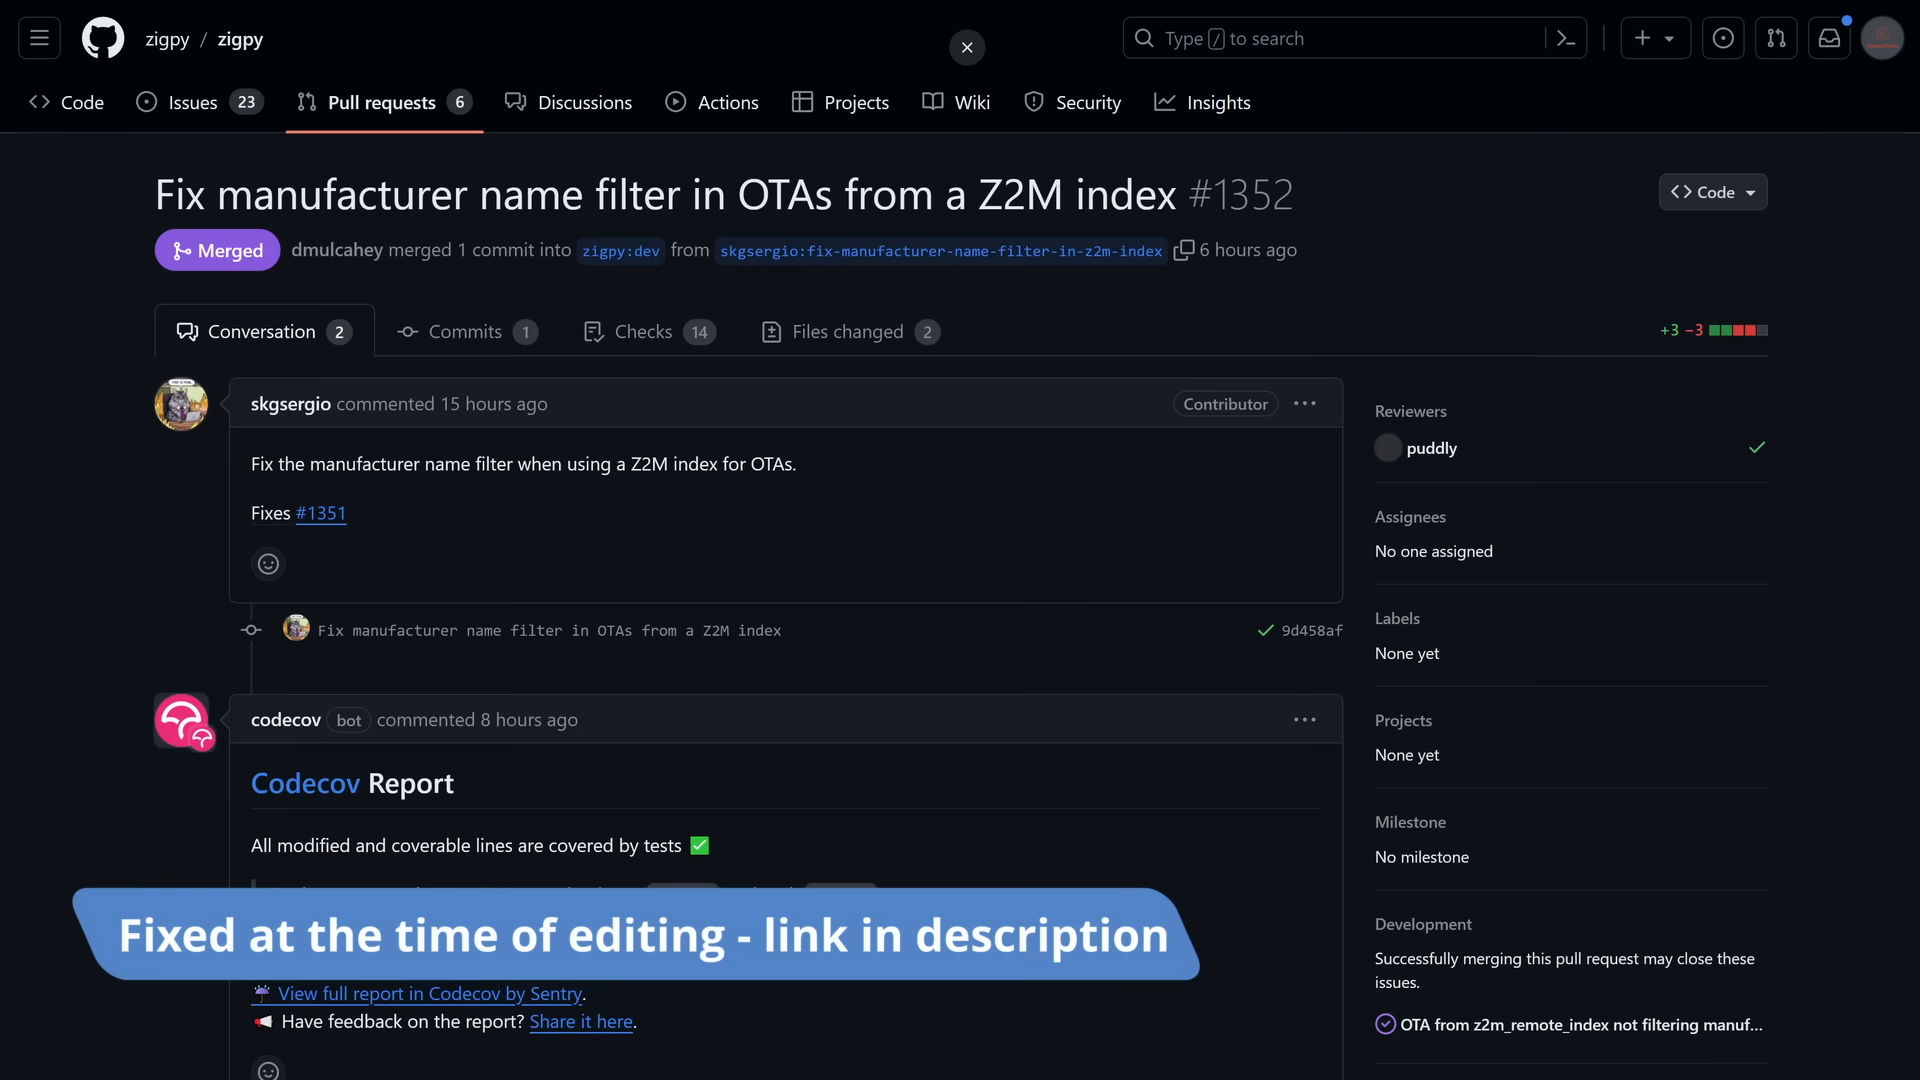 zigpy / zigpy
Type / to search
Code
Issues 23
Pull requests 6
Discussions
Actions
Projects
Wiki
Security
Insights
Fix manufacturer name filter in OTAs from a Z2M index #1352
Code
Merged
dmulcahey merged 1 commit into zigpy:dev from skgsergio:fix-manufacturer-name-filter-in-z2m-index 6 hours ago
Conversation 2
Commits 1
Checks 14
Files changed 2
+3 −3
skgsergio commented 15 hours ago
Contributor
Fix the manufacturer name filter when using a Z2M index for OTAs.
Fixes #1351
Fix manufacturer name filter in OTAs from a Z2M index
9d458af
codecov bot commented 8 hours ago
Codecov Report
All modified and coverable lines are covered by tests ✅
Fixed at the time of editing - link in description
View full report in Codecov by Sentry.
Have feedback on the report? Share it here.
Reviewers
puddly
Assignees
No one assigned
Labels
None yet
Projects
None yet
Milestone
No milestone
Development
Successfully merging this pull request may close these
issues.
OTA from z2m_remote_index not filtering manuf...